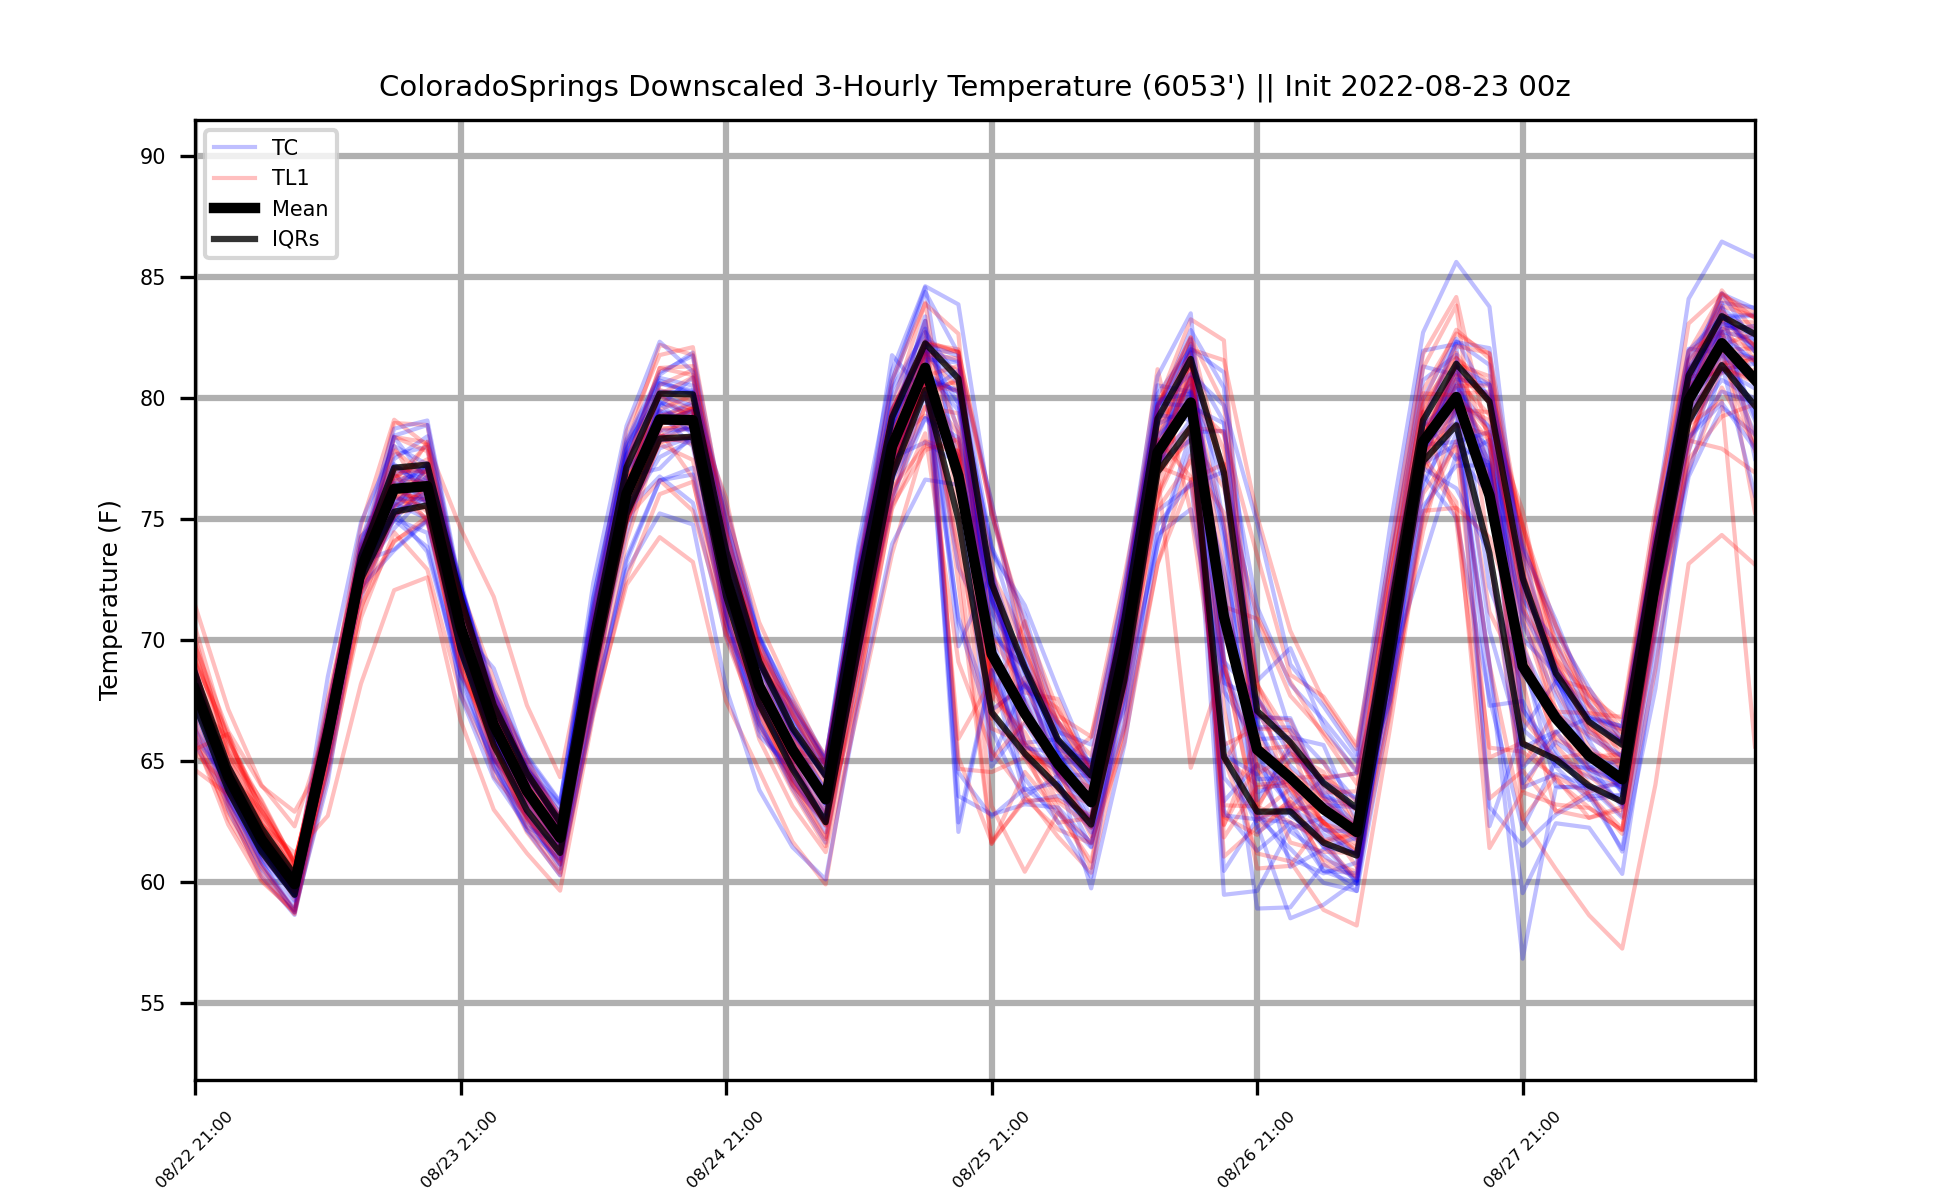 ColoradoSprings Downscaled 3-Hourly Temperature (6053') || Init 2022-08-23 00z
TC
TL1
Mean
IQRs
90
85
80
75
70
65
60
55
Temperature (F)
08/22 21:00
08/23 21:00
08/24 21:00
08/25 21:00
08/26 21:00
08/27 21:00